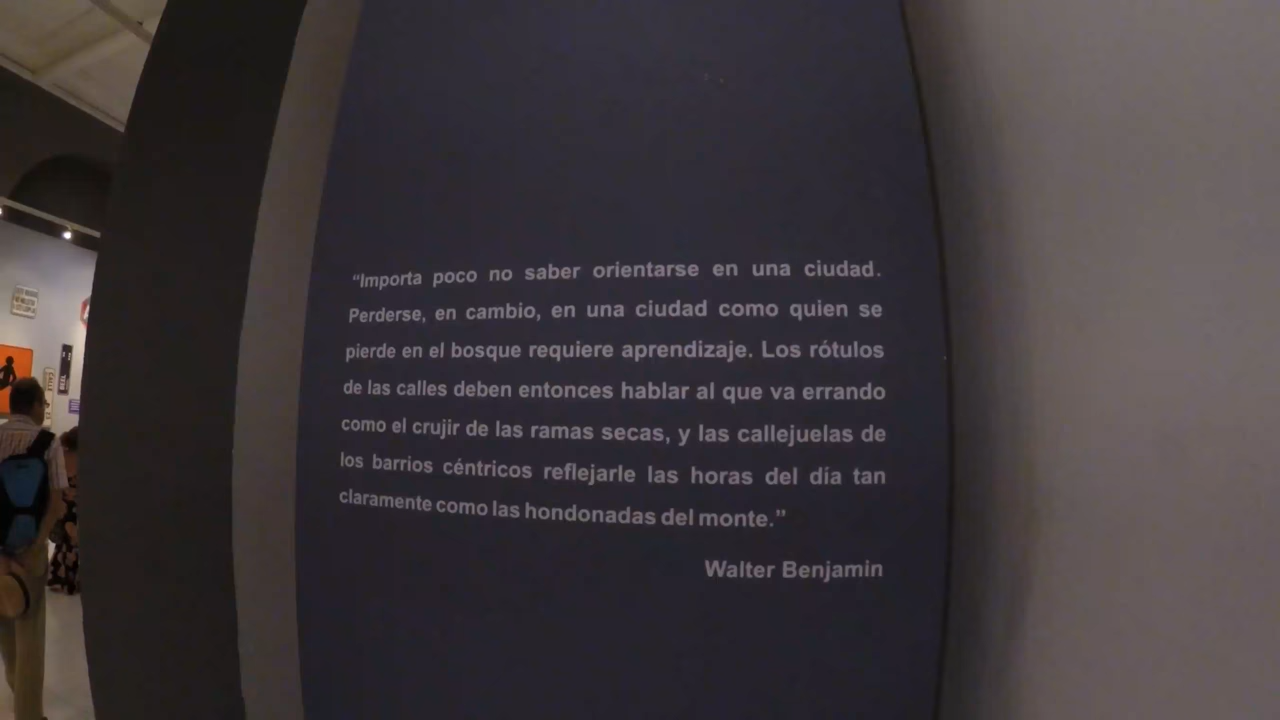 “Importa poco no saber orientarse en una ciudad.
Perderse, en cambio, en una ciudad como quien se
pierde en el bosque requiere aprendizaje. Los rótulos
de las calles deben entonces hablar al que va errando
como el crujir de las ramas secas, y las callejuelas de
los barrios céntricos reflejarle las horas del día tan
claramente como las hondonadas del monte.”
Walter Benjamin
CALLE